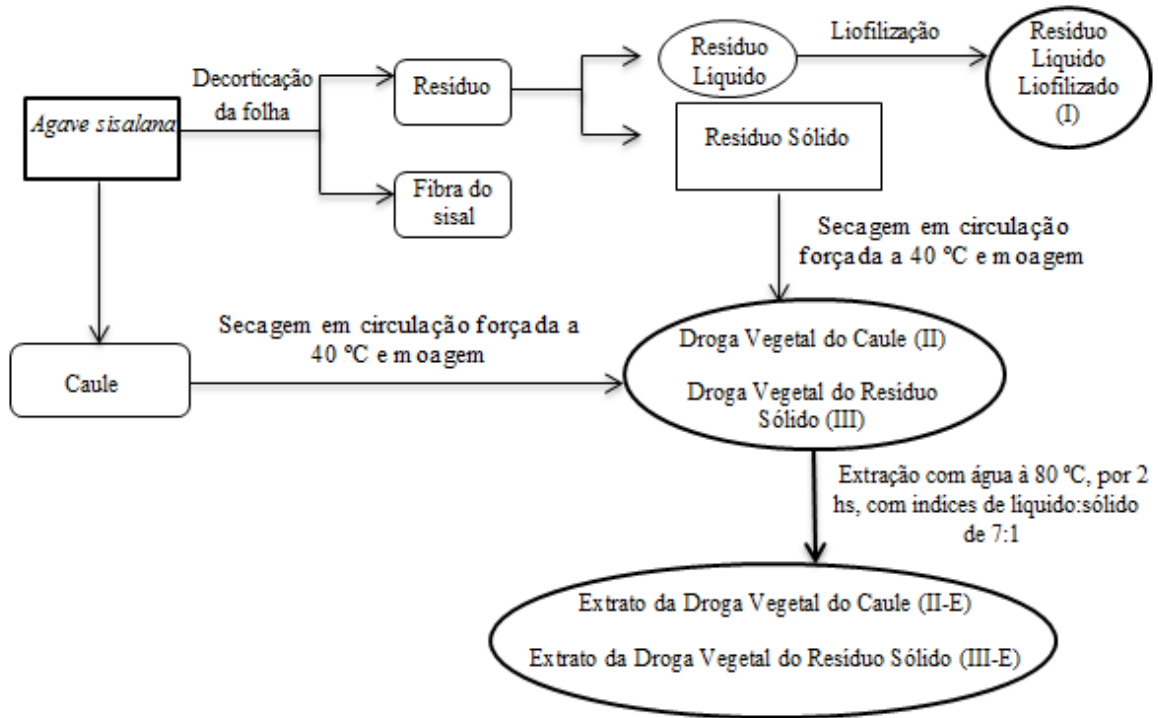 Agave sisalana
Decorticação
da folha
Resíduo
Fibra do
sisal
Resíduo
Líquido
Liofilização
Resíduo
Líquido
Liofilizado
(I)
Resíduo Sólido
Secagem em circulação
forçada a 40 ºC e moagem
Caule
Secagem em circulação forçada a
40 ºC e moagem
Droga Vegetal do Caule (II)
Droga Vegetal do Resíduo
Sólido (III)
Extração com água à 80 ºC, por 2
hs, com índices de líquido:sólido
de 7:1
Extrato da Droga Vegetal do Caule (II-E)
Extrato da Droga Vegetal do Resíduo Sólido (III-E)